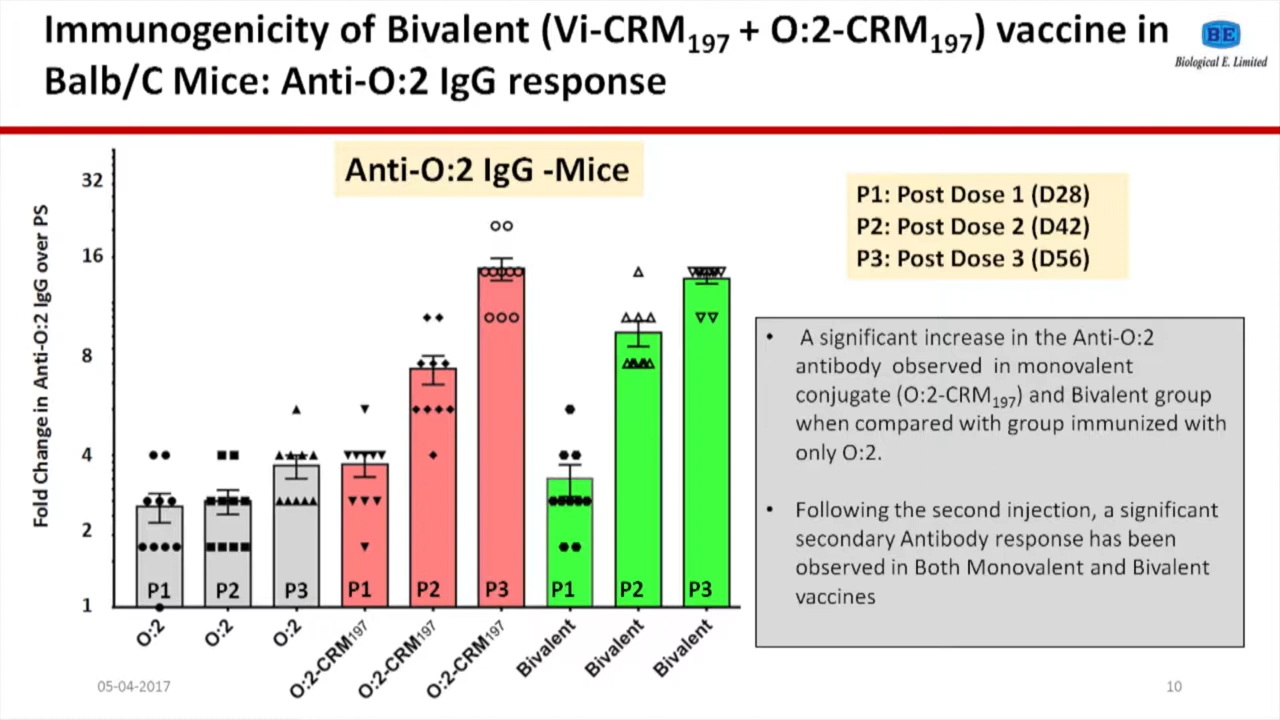 Immunogenicity of Bivalent (Vi-CRM197 + O:2-CRM197) vaccine in
Balb/C Mice: Anti-O:2 IgG response
BE
Biological E. Limited
Anti-O:2 IgG -Mice
Fold Change in Anti-O:2 IgG over PS
32
16
8
4
2
1
P1
P2
P3
P1
P2
P3
P1
P2
P3
O:2
O:2
O:2
O:2-CRM197
O:2-CRM197
O:2-CRM197
Bivalent
Bivalent
Bivalent
P1: Post Dose 1 (D28)
P2: Post Dose 2 (D42)
P3: Post Dose 3 (D56)
• A significant increase in the Anti-O:2
antibody observed in monovalent
conjugate (O:2-CRM197) and Bivalent group
when compared with group immunized with
only O:2.
• Following the second injection, a significant
secondary Antibody response has been
observed in Both Monovalent and Bivalent
vaccines
05-04-2017
10